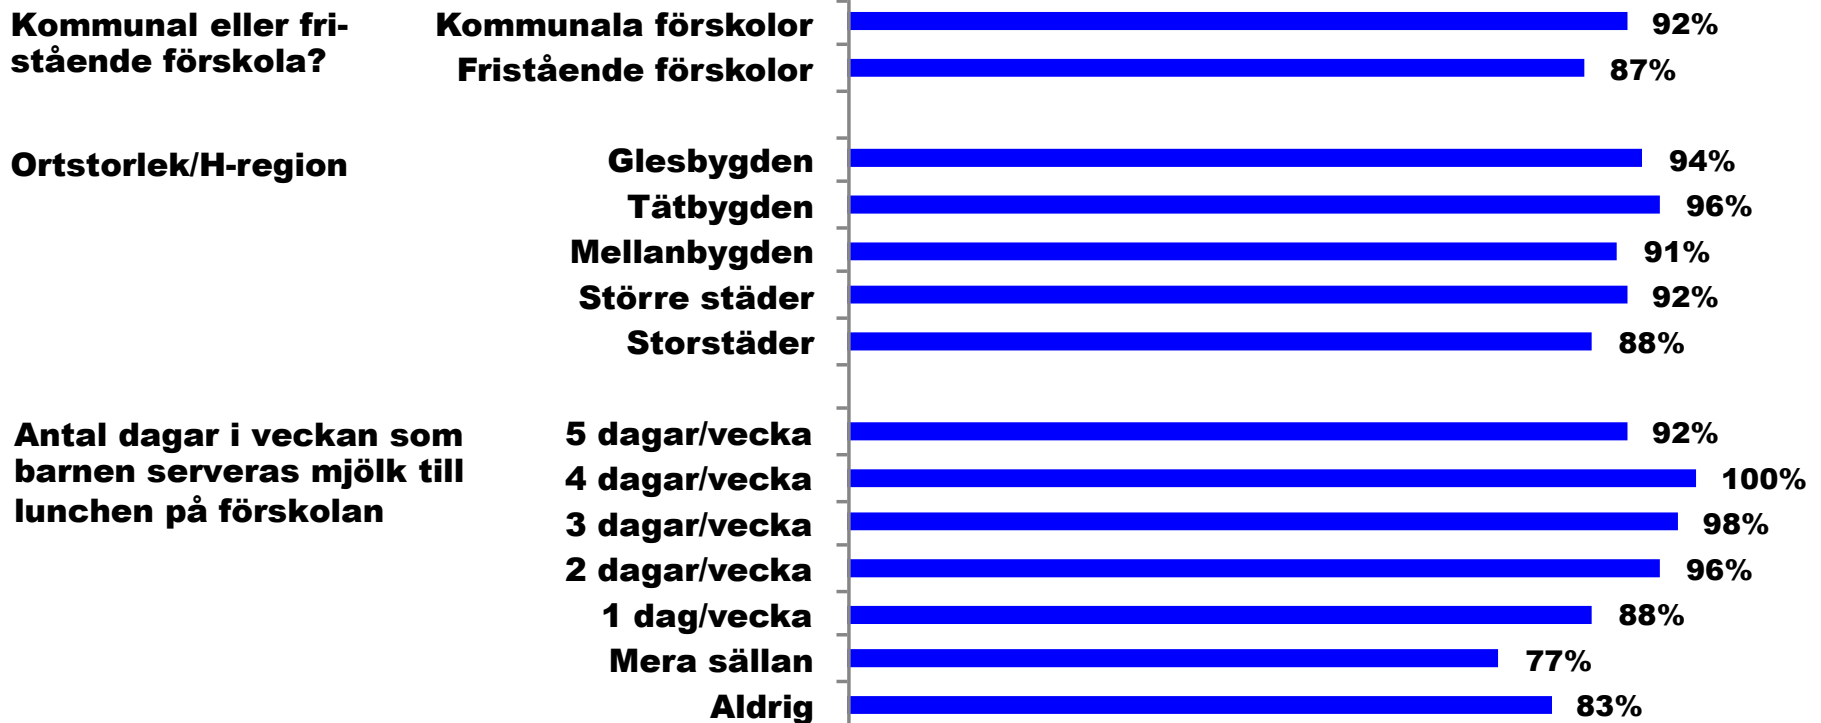 Kommunal eller fri-
stående förskola?
Kommunala förskolor 92%
Fristående förskolor 87%
Ortstorlek/H-region
Glesbygden 94%
Tätbygden 96%
Mellanbygden 91%
Större städer 92%
Storstäder 88%
Antal dagar i veckan som
barnen serveras mjölk till
lunchen på förskolan
5 dagar/vecka 92%
4 dagar/vecka 100%
3 dagar/vecka 98%
2 dagar/vecka 96%
1 dag/vecka 88%
Mera sällan 77%
Aldrig 83%